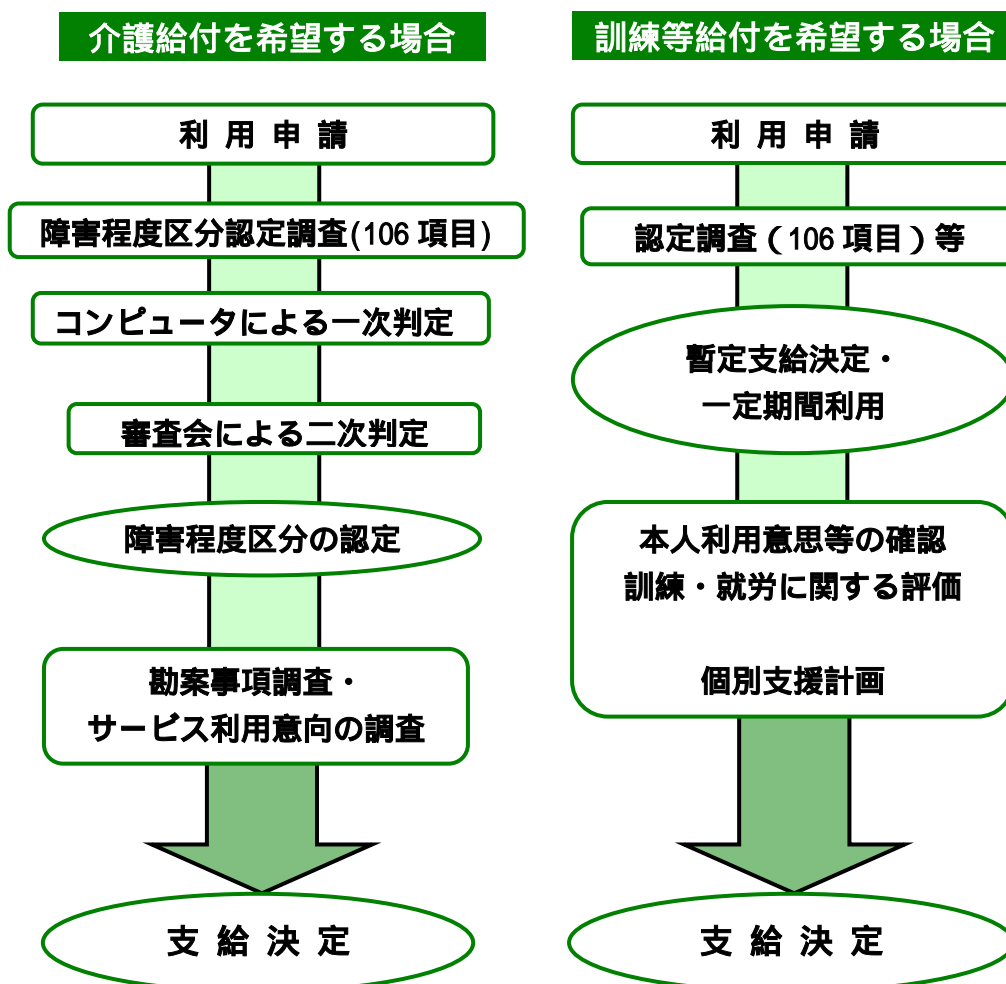 介護給付を希望する場合
利用申請
障害程度区分認定調査(106項目)
コンピュータによる一次判定
審査会による二次判定
障害程度区分の認定
勘案事項調査・
サービス利用意向の調査
支給決定
訓練等給付を希望する場合
利用申請
認定調査(106項目)等
暫定支給決定・
一定期間利用
本人利用意思等の確認
訓練・就労に関する評価
個別支援計画
支給決定